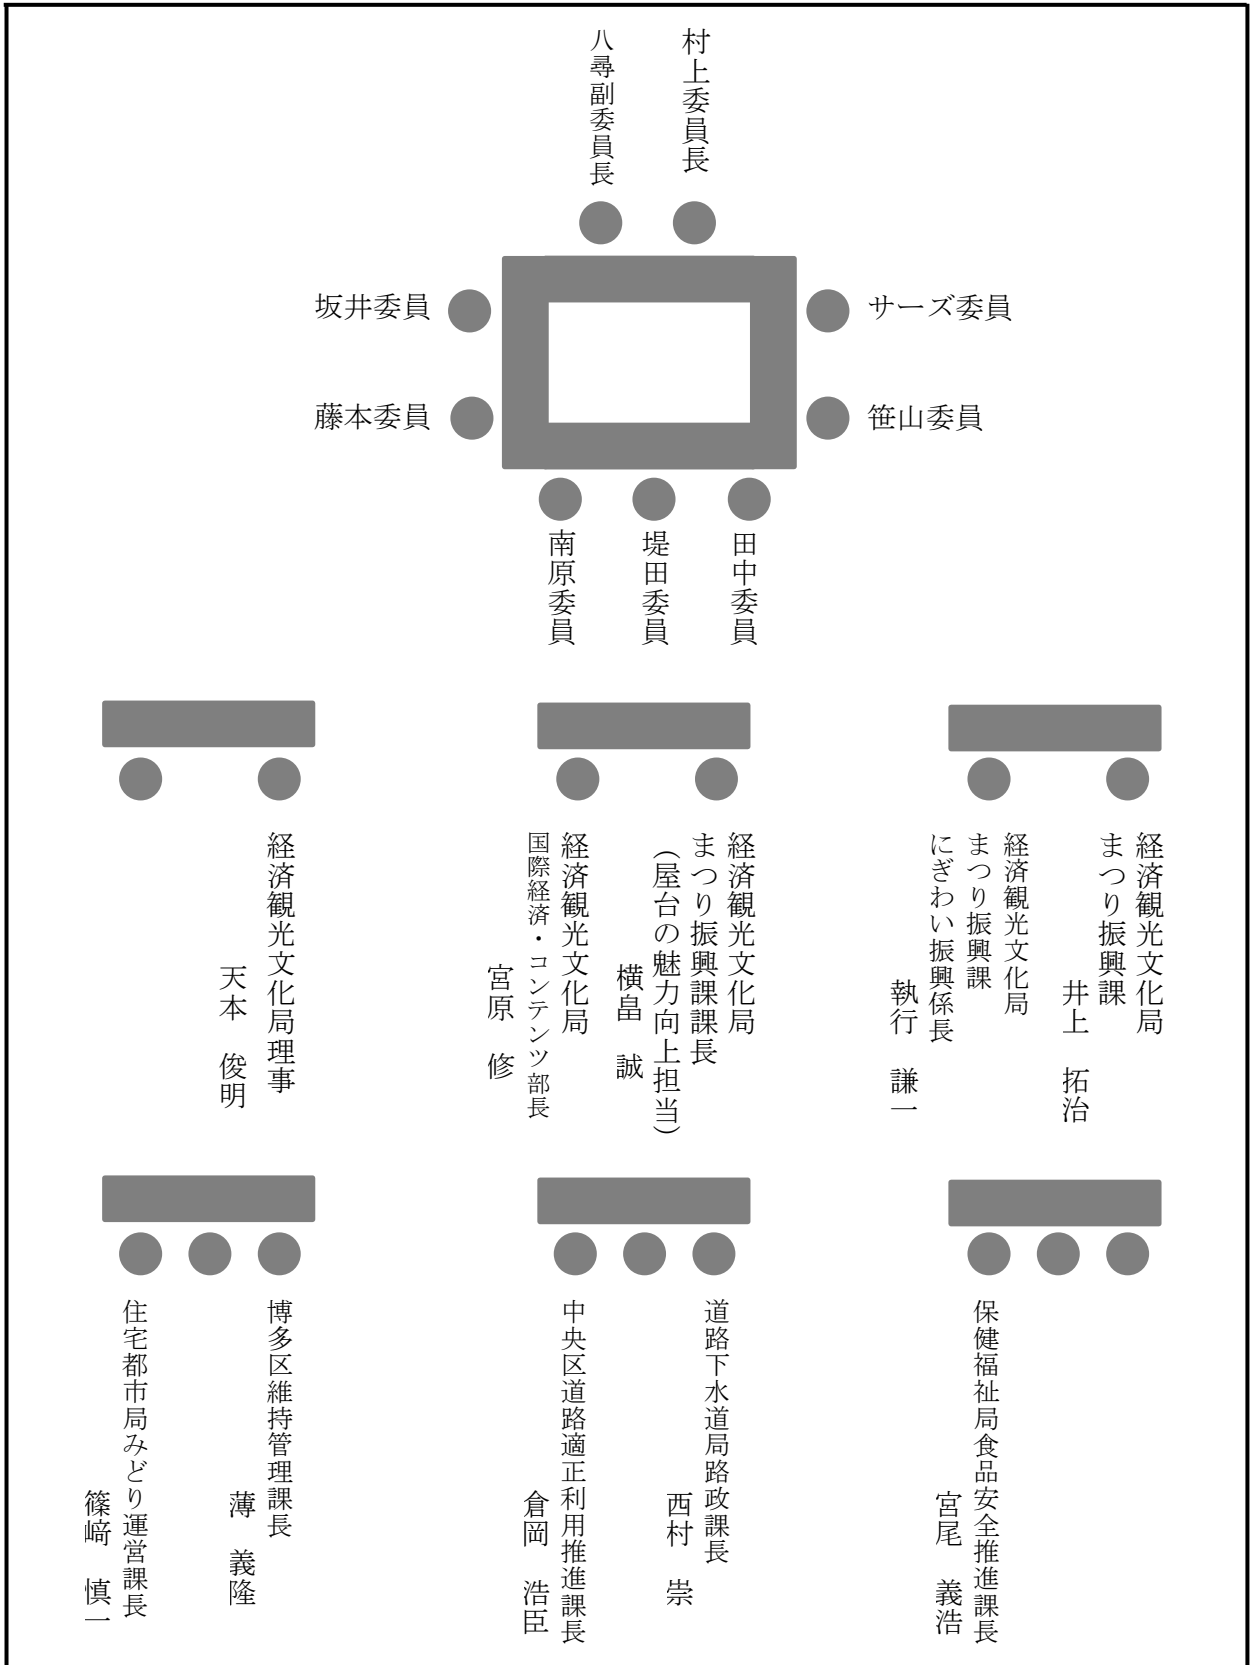 村上委員長
八尋副委員長
坂井委員
サーズ委員
藤本委員
笹山委員
田中委員
堤田委員
南原委員
経済観光文化局
まつり振興課
井上 拓治
経済観光文化局
まつり振興課
にぎわい振興係長
執行 謙一
経済観光文化局
まつり振興課課長
(屋台の魅力向上担当)
横畠 誠
経済観光文化局
国際経済・コンテンツ部長
宮原 修
経済観光文化局理事
天本 俊明
保健福祉局食品安全推進課長
宮尾 義浩
道路下水道局路政課長
西村 崇
中央区道路適正利用推進課長
倉岡 浩臣
博多区維持管理課長
薄 義隆
住宅都市局みどり運営課長
篠﨑 慎一